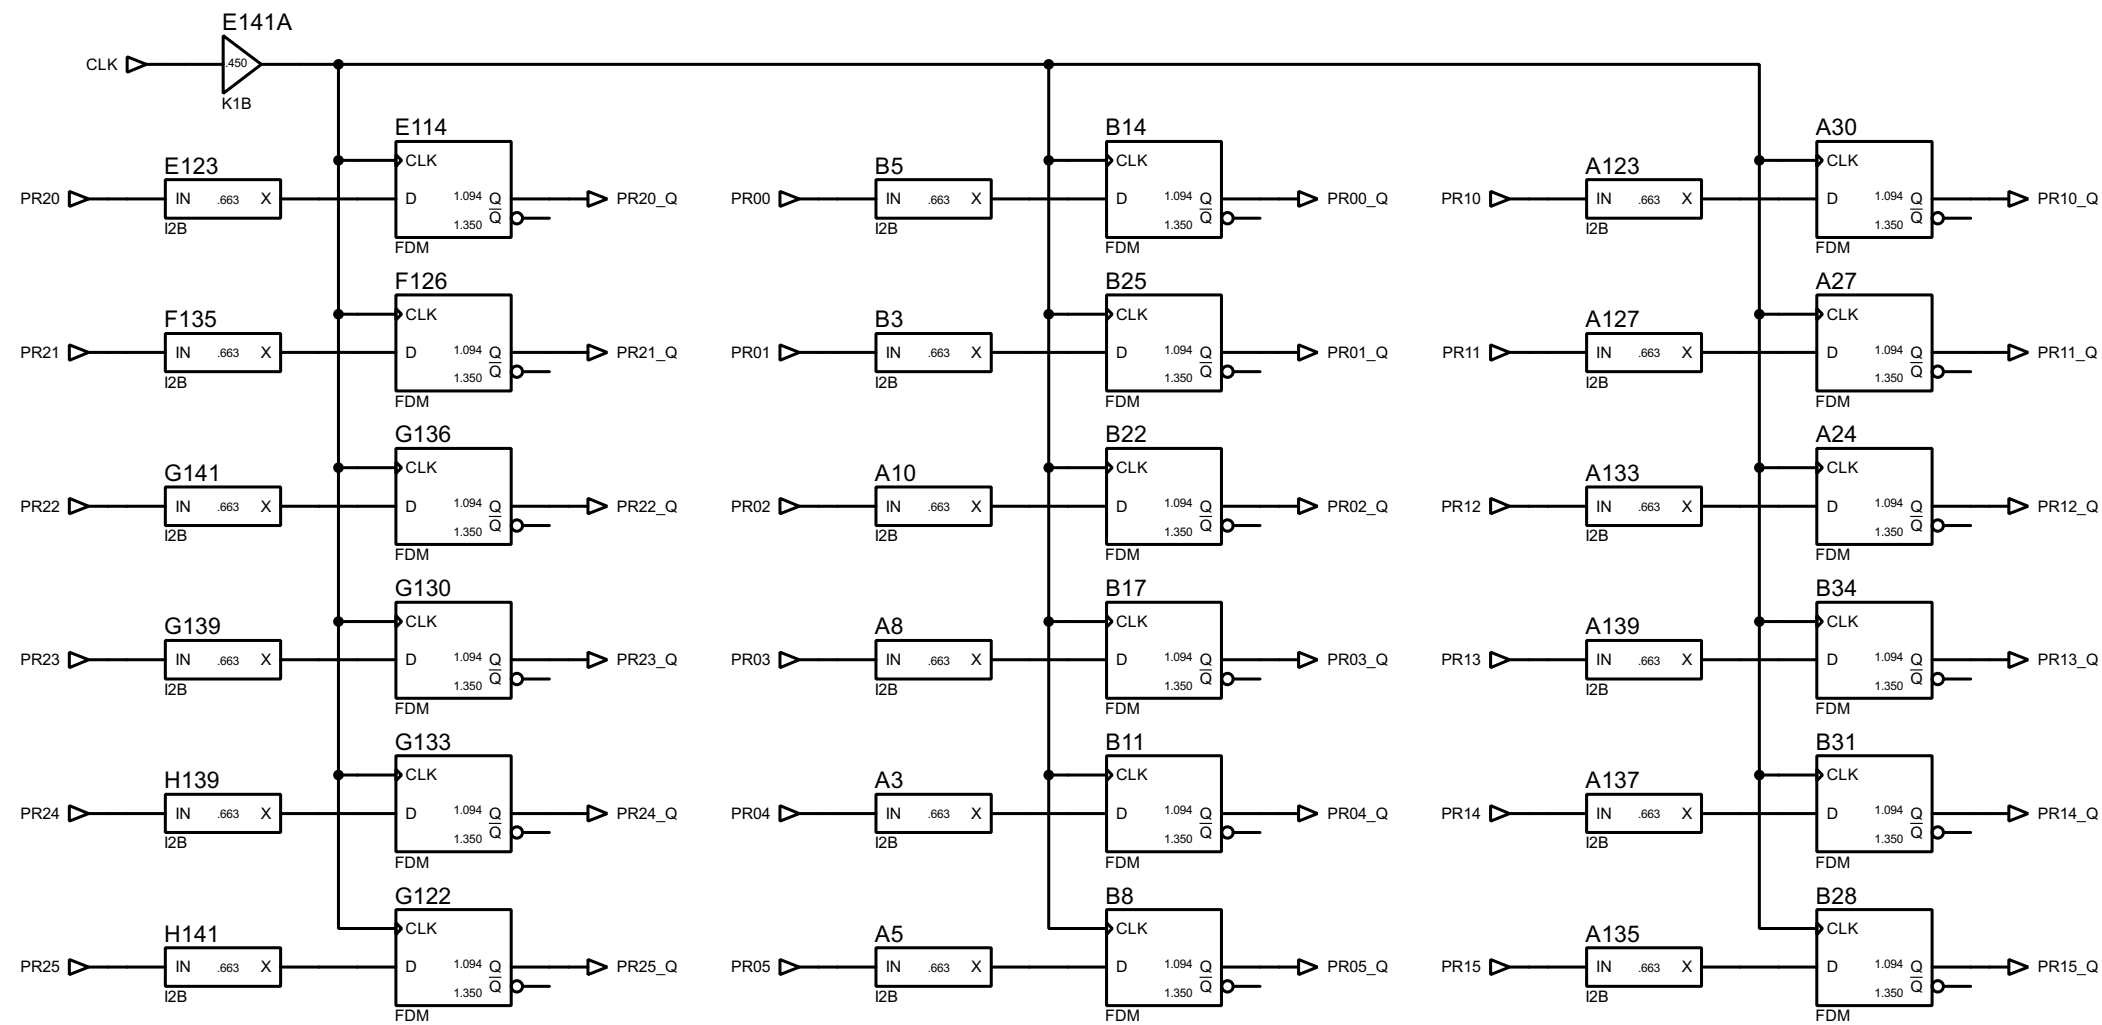 E141A
CLK .450
K1B
E114 B14 A30
E123 CLK B5 CLK A123 CLK
PR20 IN .663 X D 1.094 Q PR20_Q PR00 IN .663 X D 1.094 Q PR00_Q PR10 IN .663 X D 1.094 Q PR10_Q
I2B 1.350 Q I2B 1.350 Q I2B 1.350 Q
FDM FDM FDM
F126 B25 A27
F135 CLK B3 CLK A127 CLK
PR21 IN .663 X D 1.094 Q PR21_Q PR01 IN .663 X D 1.094 Q PR01_Q PR11 IN .663 X D 1.094 Q PR11_Q
I2B 1.350 Q I2B 1.350 Q I2B 1.350 Q
FDM FDM FDM
G136 B22 A24
G141 CLK A10 CLK A133 CLK
PR22 IN .663 X D 1.094 Q PR22_Q PR02 IN .663 X D 1.094 Q PR02_Q PR12 IN .663 X D 1.094 Q PR12_Q
I2B 1.350 Q I2B 1.350 Q I2B 1.350 Q
FDM FDM FDM
G130 B17 B34
G139 CLK A8 CLK A139 CLK
PR23 IN .663 X D 1.094 Q PR23_Q PR03 IN .663 X D 1.094 Q PR03_Q PR13 IN .663 X D 1.094 Q PR13_Q
I2B 1.350 Q I2B 1.350 Q I2B 1.350 Q
FDM FDM FDM
G133 B11 B31
H139 CLK A3 CLK A137 CLK
PR24 IN .663 X D 1.094 Q PR24_Q PR04 IN .663 X D 1.094 Q PR04_Q PR14 IN .663 X D 1.094 Q PR14_Q
I2B 1.350 Q I2B 1.350 Q I2B 1.350 Q
FDM FDM FDM
G122 B8 B28
H141 CLK A5 CLK A135 CLK
PR25 IN .663 X D 1.094 Q PR25_Q PR05 IN .663 X D 1.094 Q PR05_Q PR15 IN .663 X D 1.094 Q PR15_Q
I2B 1.350 Q I2B 1.350 Q I2B 1.350 Q
FDM FDM FDM